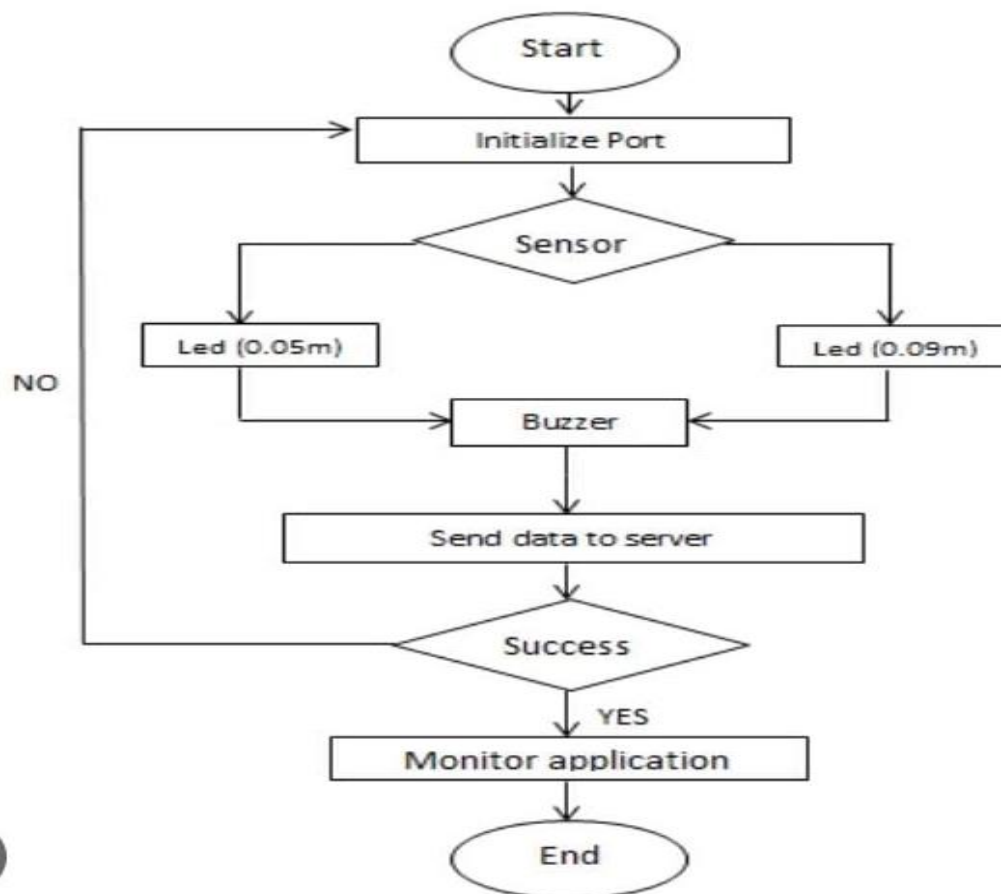 Start
Initialize Port
Sensor
Led (0.05m)
Led (0.09m)
NO
Buzzer
Send data to server
Success
YES
Monitor application
End